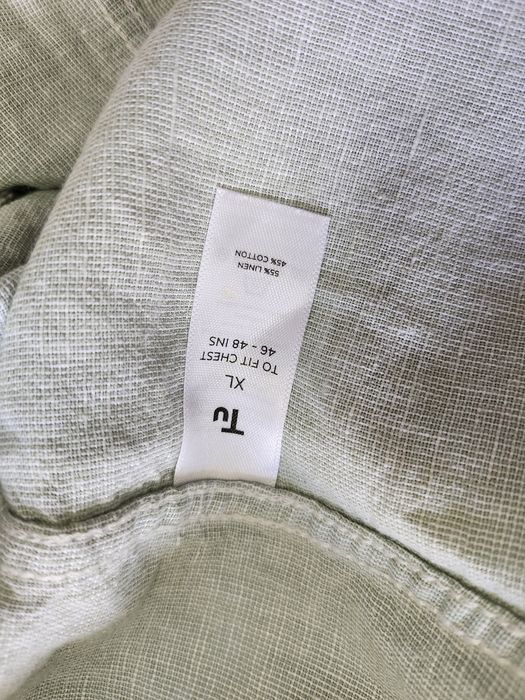 Tu
XL
TO FIT CHEST
46 - 48 INS
55% LINEN
45% COTTON